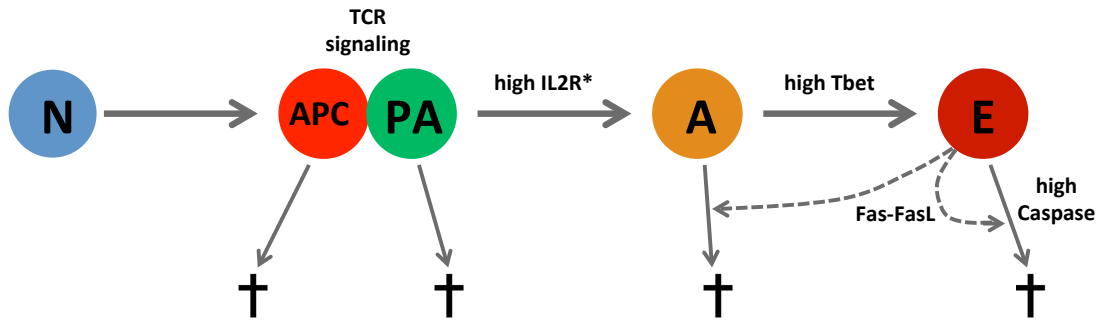 TCR
signaling
high IL2R*
high Tbet
N
APC
PA
A
E
high
Caspase
Fas-FasL